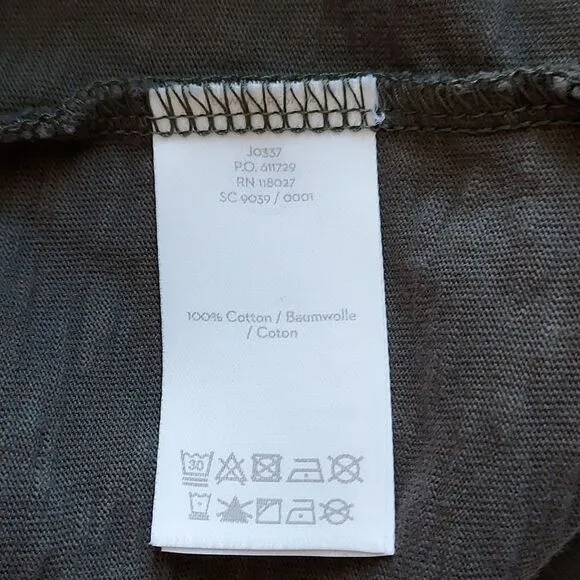 J0337
P.O. 611729
RN 118027
SC 9039 / 0001
100% Cotton / Baumwolle
/ Coton
30